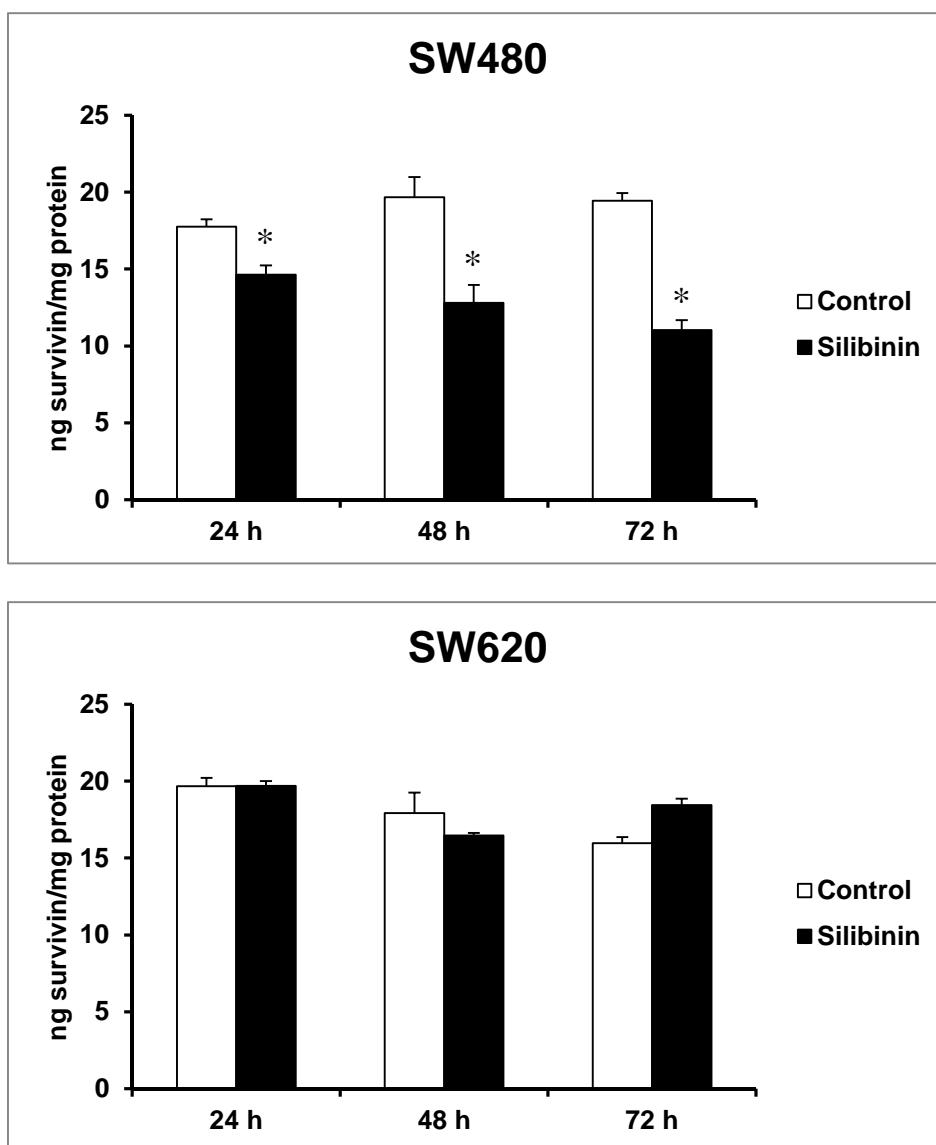 SW480
25
20
15
10
5
0
ng survivin/mg protein
*
*
*
24 h
48 h
72 h
Control
Silibinin
SW620
25
20
15
10
5
0
ng survivin/mg protein
24 h
48 h
72 h
Control
Silibinin